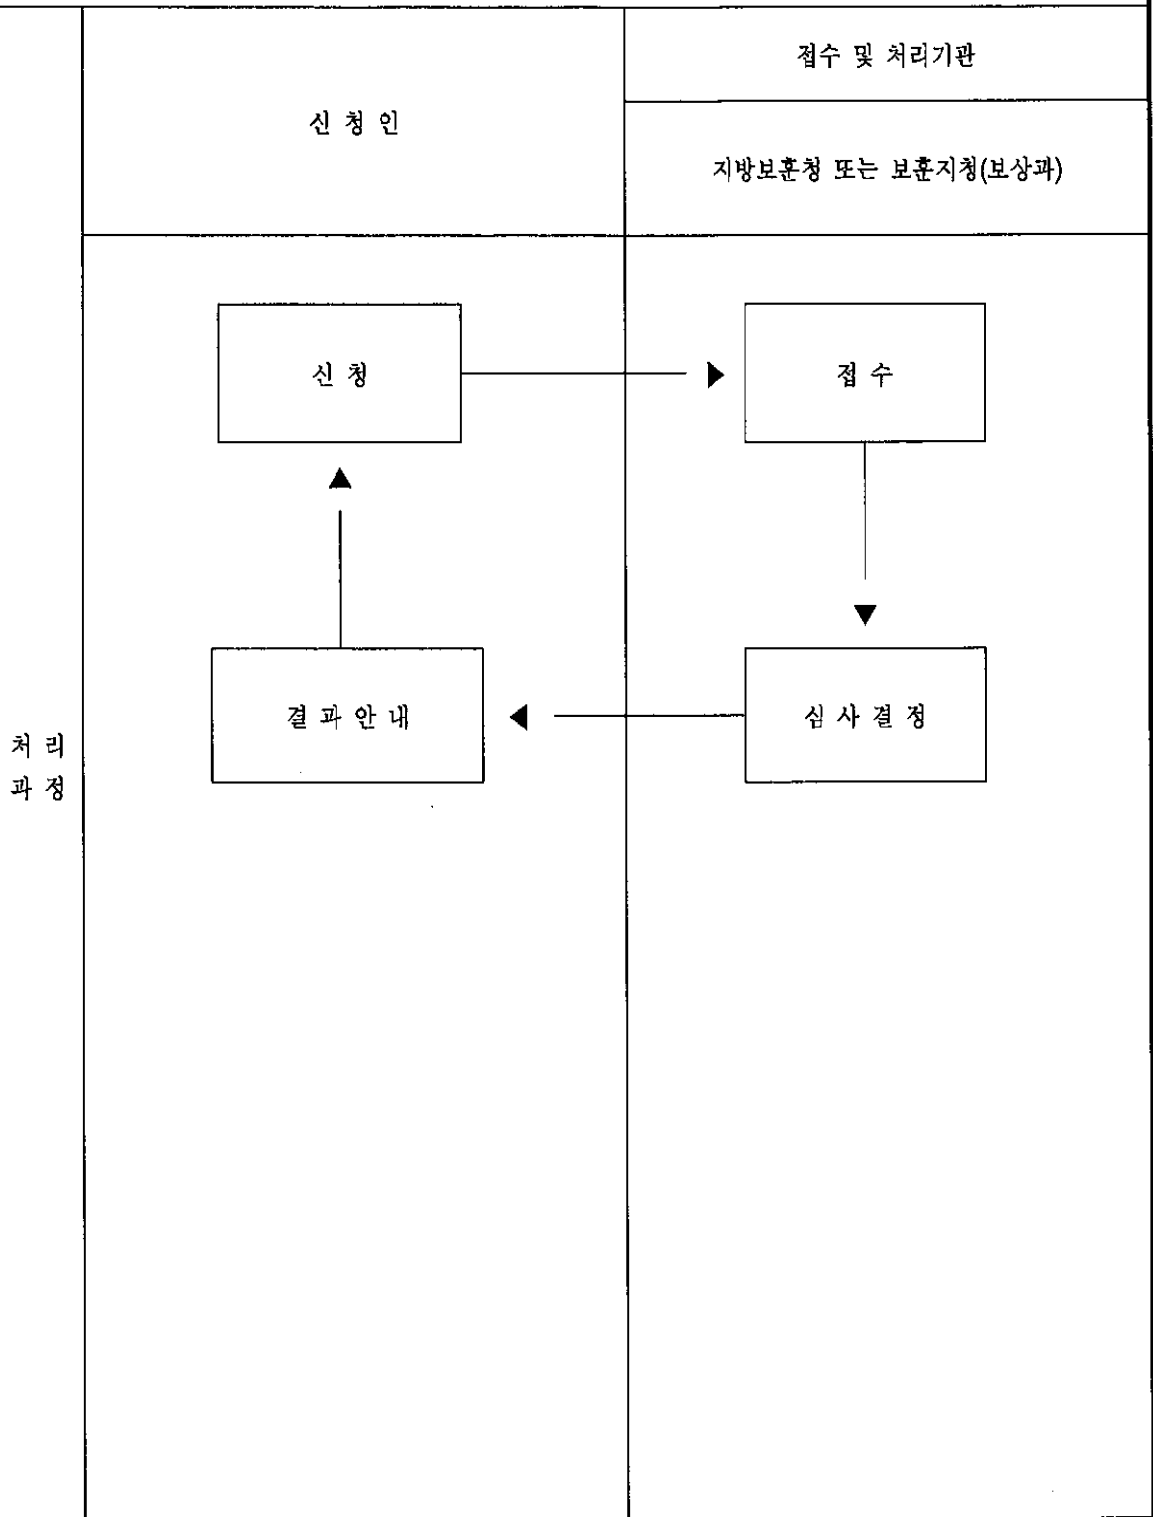 접수 및 처리기관
신 청 인
지방보훈청 또는 보훈지청(보상과)
신 청
접 수
결 과 안 내
심 사 결 정
처 리
과 정